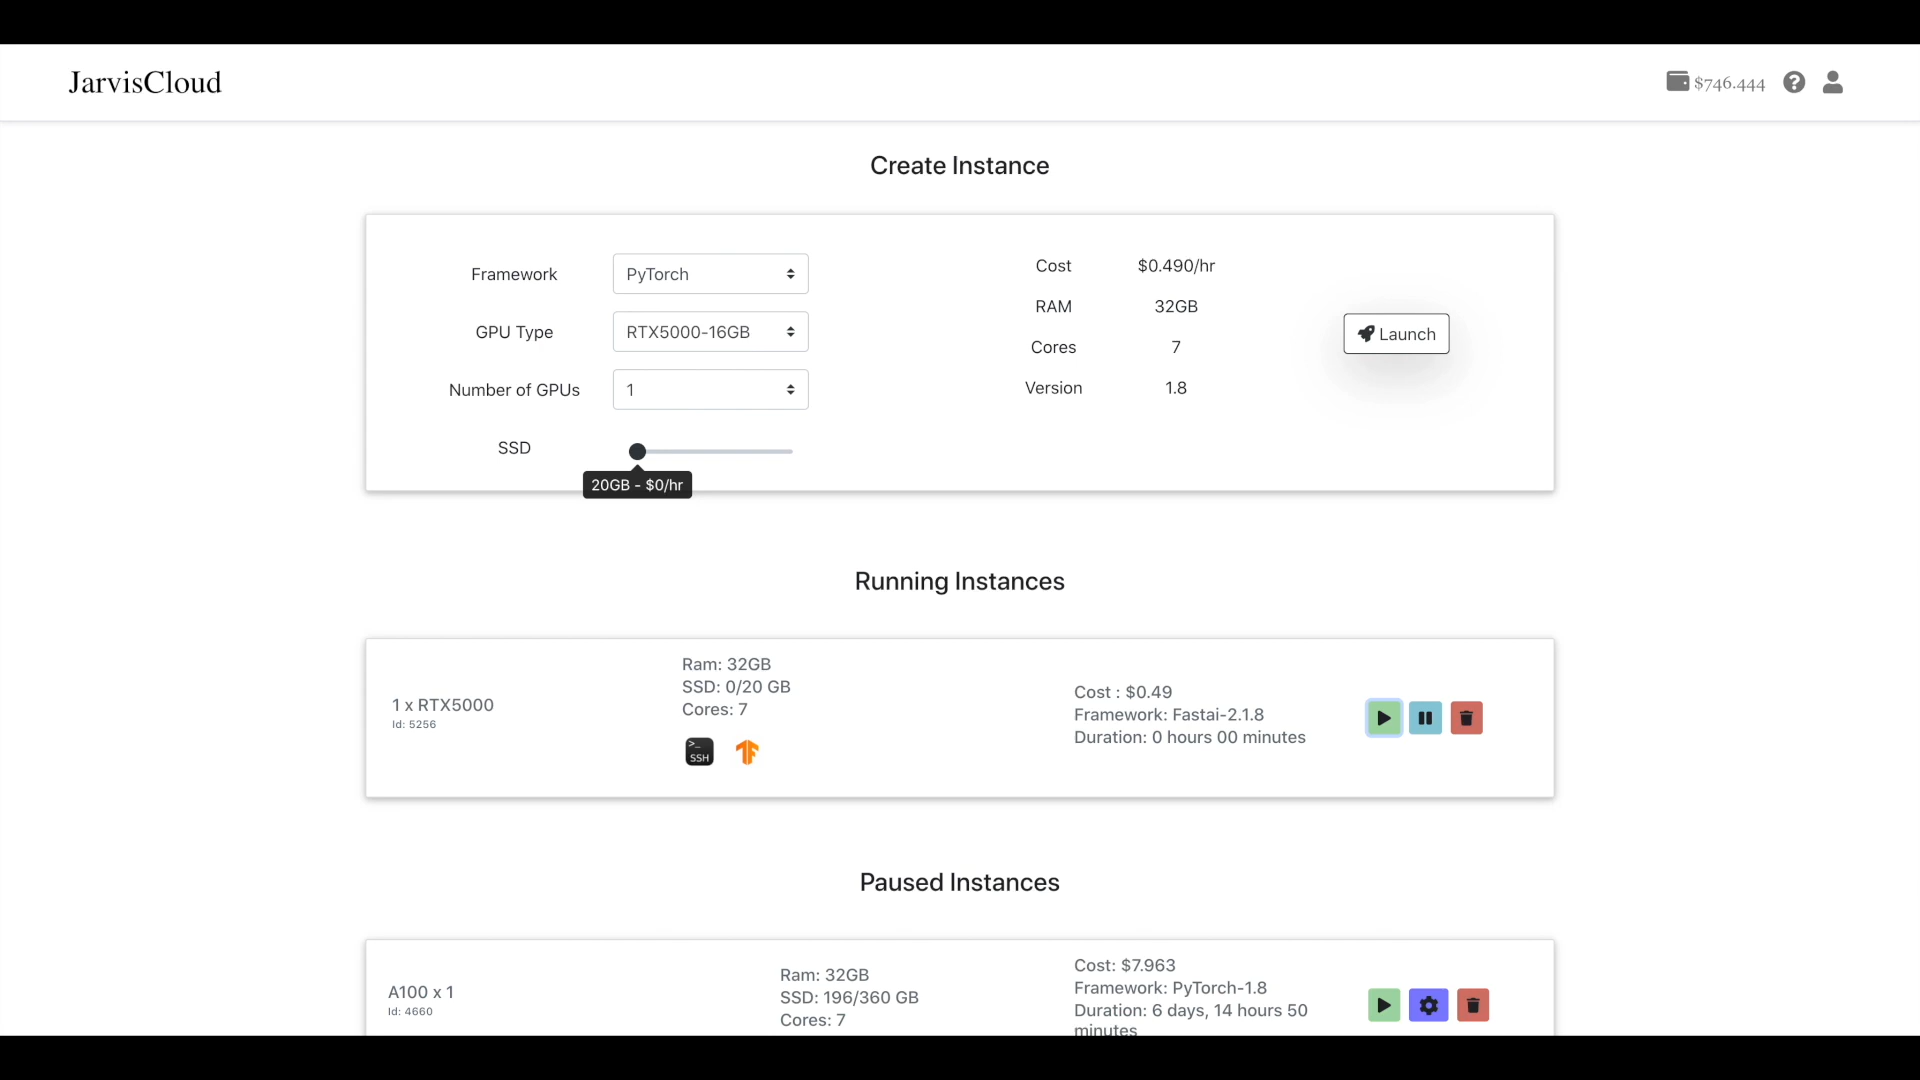 JarvisCloud
$746.444
Create Instance
Framework
PyTorch
GPU Type
RTX5000-16GB
Number of GPUs
1
SSD
20GB - $0/hr
Cost
$0.490/hr
RAM
32GB
Cores
7
Version
1.8
Launch
Running Instances
1 x RTX5000
Id: 5256
Ram: 32GB
SSD: 0/20 GB
Cores: 7
>_
SSH
Cost : $0.49
Framework: Fastai-2.1.8
Duration: 0 hours 00 minutes
Paused Instances
A100 x 1
Id: 4660
Ram: 32GB
SSD: 196/360 GB
Cores: 7
Cost: $7.963
Framework: PyTorch-1.8
Duration: 6 days, 14 hours 50
minutes